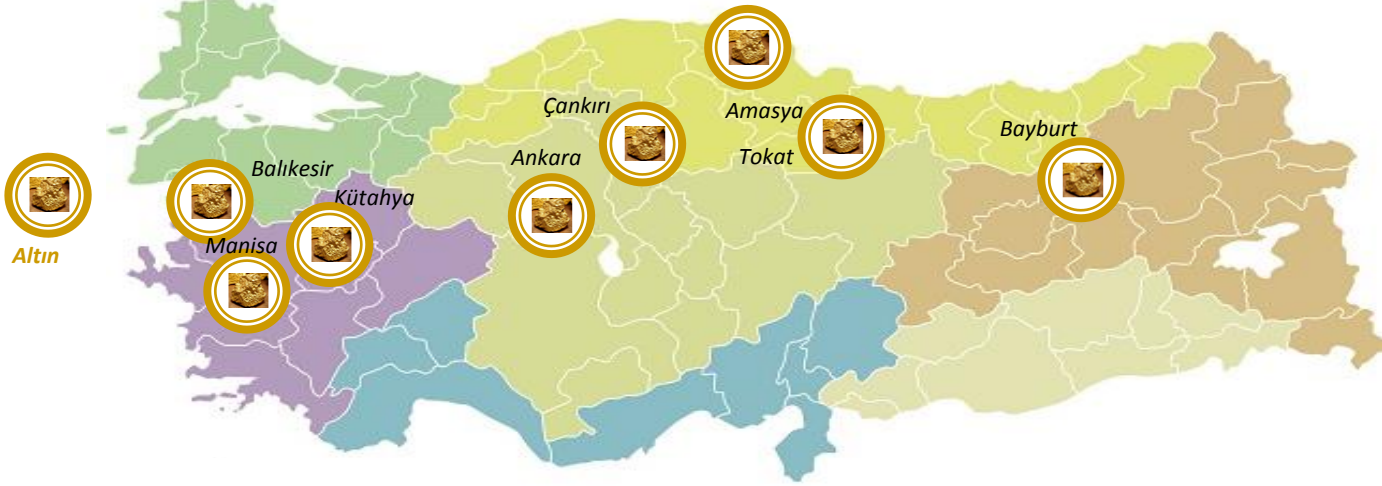 Çankırı
Amasya
Bayburt
Ankara
Tokat
Balıkesir
Kütahya
Manisa
Altın